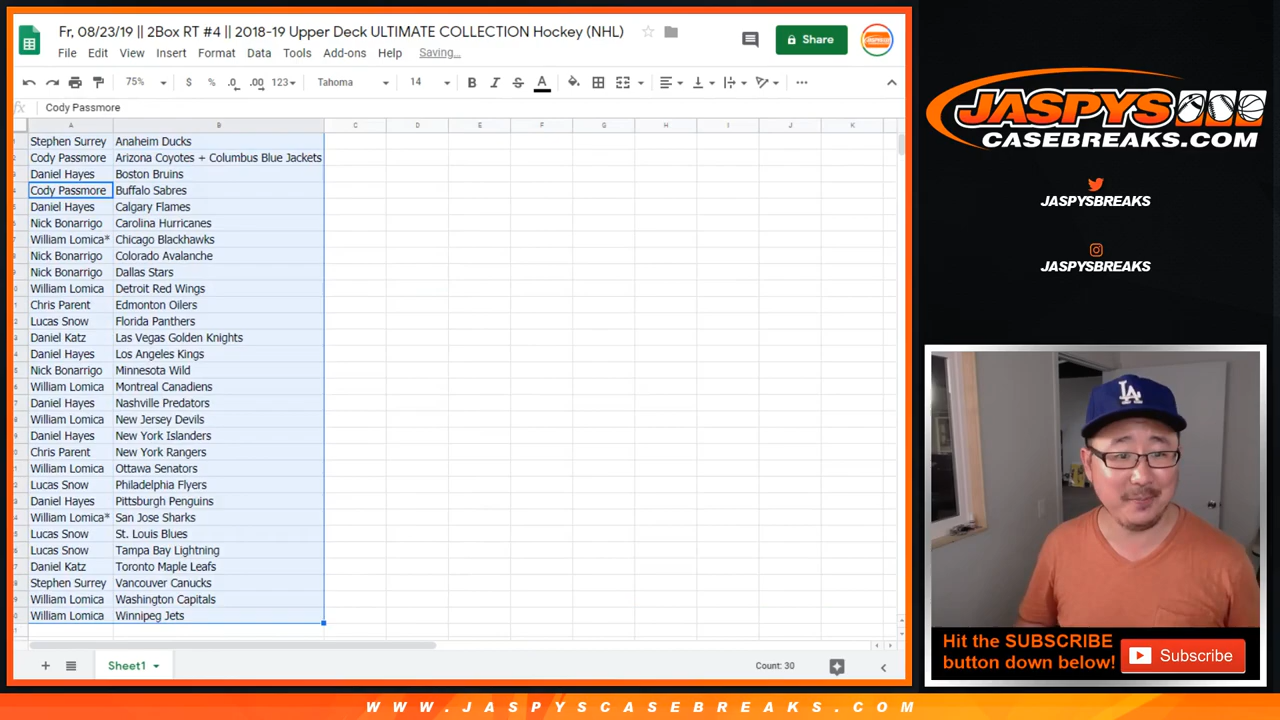 Fr, 08/23/19 || 2Box RT #4 || 2018-19 Upper Deck ULTIMATE COLLECTION Hockey (NHL)
File Edit View Insert Format Data Tools Add-ons Help Saving...
Share
75% $ % .0 .00 123 Tahoma 14 B I S A
fx Cody Passmore
A B C D E F G H I J K
Stephen Surrey Anaheim Ducks
Cody Passmore Arizona Coyotes + Columbus Blue Jackets
Daniel Hayes Boston Bruins
Cody Passmore Buffalo Sabres
Daniel Hayes Calgary Flames
Nick Bonarrigo Carolina Hurricanes
William Lomica* Chicago Blackhawks
Nick Bonarrigo Colorado Avalanche
Nick Bonarrigo Dallas Stars
William Lomica Detroit Red Wings
Chris Parent Edmonton Oilers
Lucas Snow Florida Panthers
Daniel Katz Las Vegas Golden Knights
Daniel Hayes Los Angeles Kings
Nick Bonarrigo Minnesota Wild
William Lomica Montreal Canadiens
Daniel Hayes Nashville Predators
William Lomica New Jersey Devils
Daniel Hayes New York Islanders
Chris Parent New York Rangers
William Lomica Ottawa Senators
Lucas Snow Philadelphia Flyers
Daniel Hayes Pittsburgh Penguins
William Lomica* San Jose Sharks
Lucas Snow St. Louis Blues
Lucas Snow Tampa Bay Lightning
Daniel Katz Toronto Maple Leafs
Stephen Surrey Vancouver Canucks
William Lomica Washington Capitals
William Lomica Winnipeg Jets
Sheet1
Count: 30
JASPYS
CASEBREAKS.COM
JASPYSBREAKS
JASPYSBREAKS
LA
Hit the SUBSCRIBE
button down below!
Subscribe
WWW.JASPYSCASEBREAKS.COM